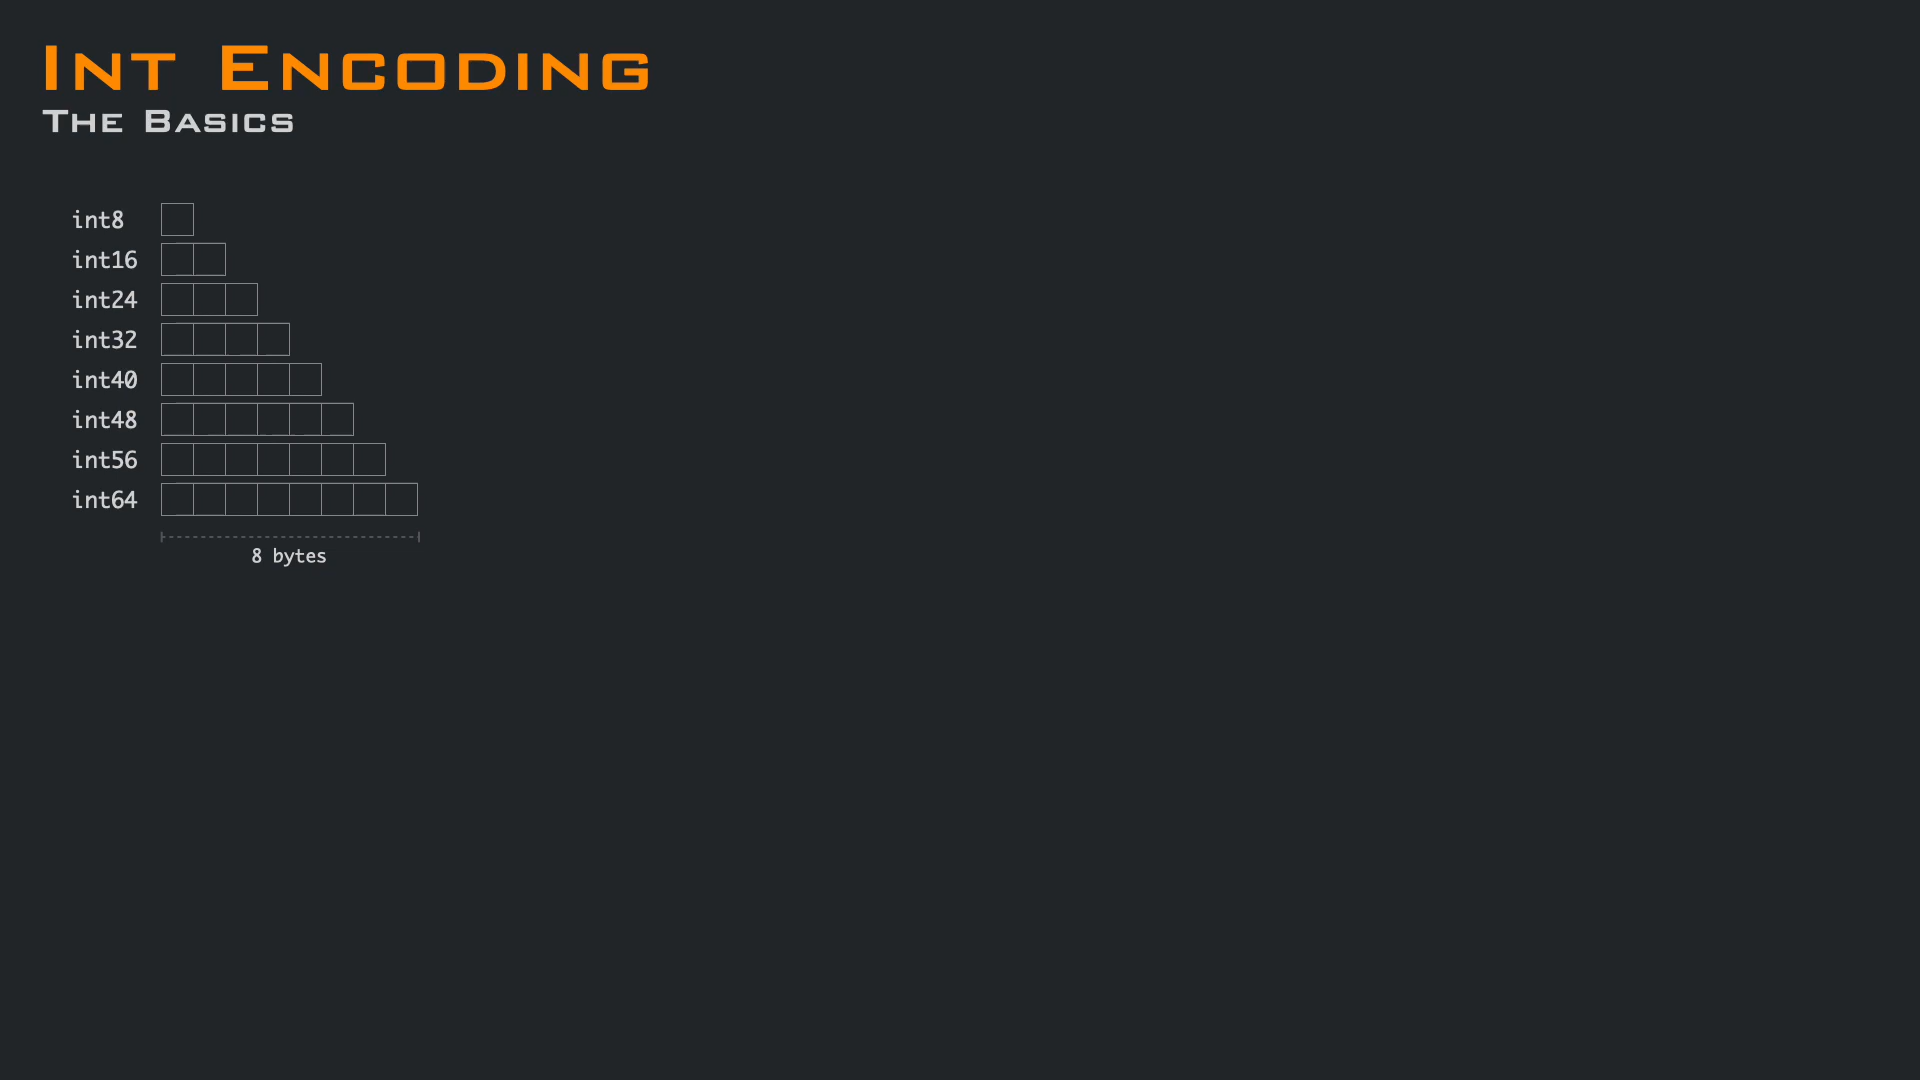 Int Encoding
The Basics
int8
int16
int24
int32
int40
int48
int56
int64
8 bytes